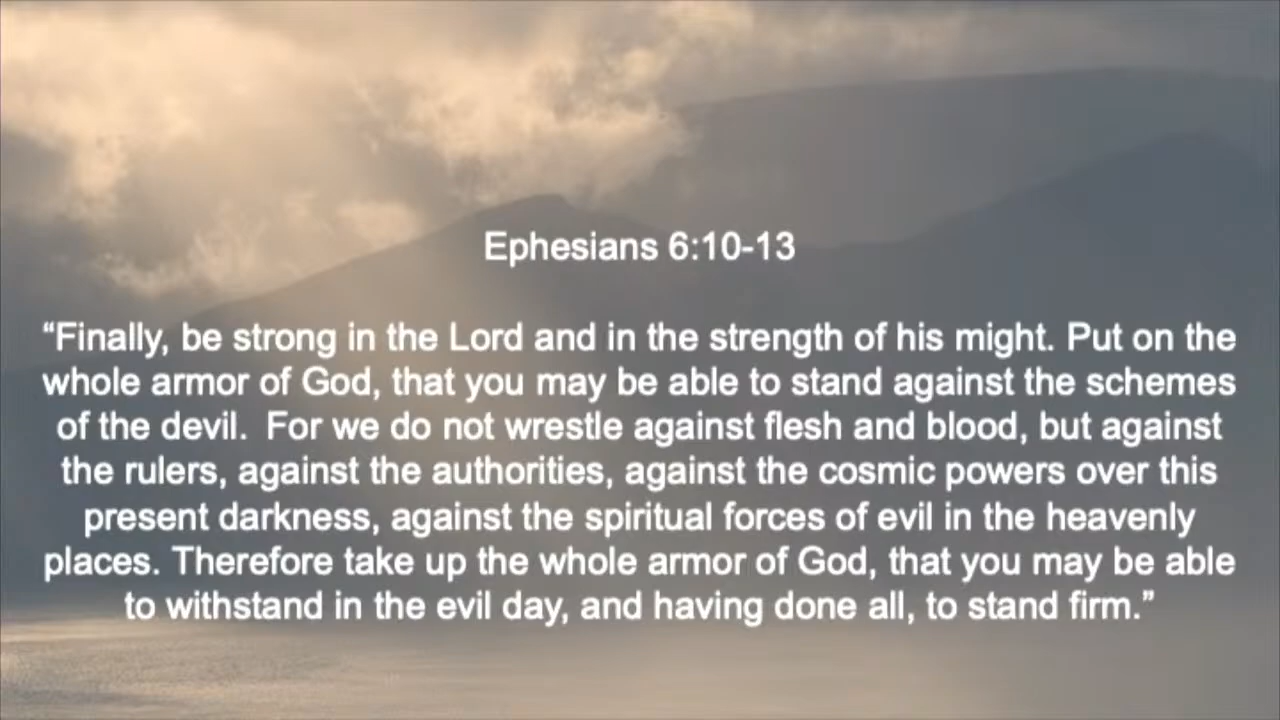 Ephesians 6:10-13
“Finally, be strong in the Lord and in the strength of his might. Put on the
whole armor of God, that you may be able to stand against the schemes
of the devil.  For we do not wrestle against flesh and blood, but against
the rulers, against the authorities, against the cosmic powers over this
present darkness, against the spiritual forces of evil in the heavenly
places. Therefore take up the whole armor of God, that you may be able
to withstand in the evil day, and having done all, to stand firm.”